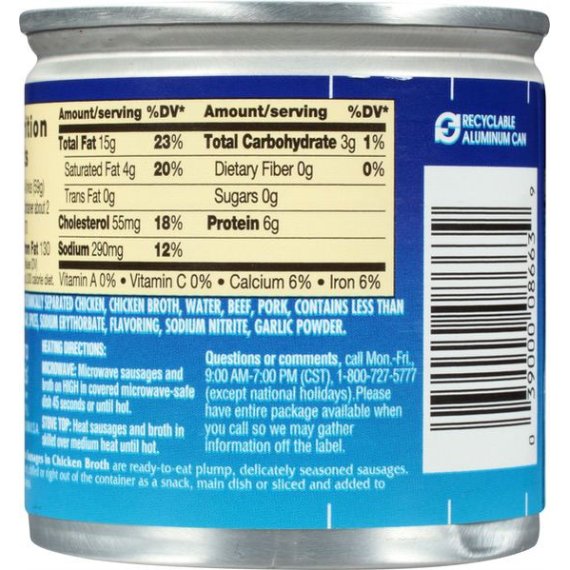 Amount/serving %DV* Amount/serving %DV*
Total Fat 15g 23% Total Carbohydrate 3g 1%
Saturated Fat 4g 20% Dietary Fiber 0g 0%
Trans Fat 0g Sugars 0g
Cholesterol 55mg 18% Protein 6g
Sodium 290mg 12%
Vitamin A 0% • Vitamin C 0% • Calcium 6% • Iron 6%
(59g)
about 2
Fat 130
calorie diet.
SEPARATED CHICKEN, CHICKEN BROTH, WATER, BEEF, PORK, CONTAINS LESS THAN
SODIUM ERYTHORBATE, FLAVORING, SODIUM NITRITE, GARLIC POWDER.
HEATING DIRECTIONS:
MICROWAVE: Microwave sausages and
broth on HIGH in covered microwave-safe
dish 45 seconds or until hot.
STOVE TOP: Heat sausages and broth in
skillet over medium heat until hot.
Questions or comments, call Mon.-Fri.,
9:00 AM-7:00 PM (CST), 1-800-727-5777
(except national holidays).Please
have entire package available when
you call so we may gather
information off the label.
in Chicken Broth are ready-to-eat plump, delicately seasoned sausages.
or right out of the container as a snack, main dish or sliced and added to
RECYCLABLE
ALUMINUM CAN
0 39000 08663 9